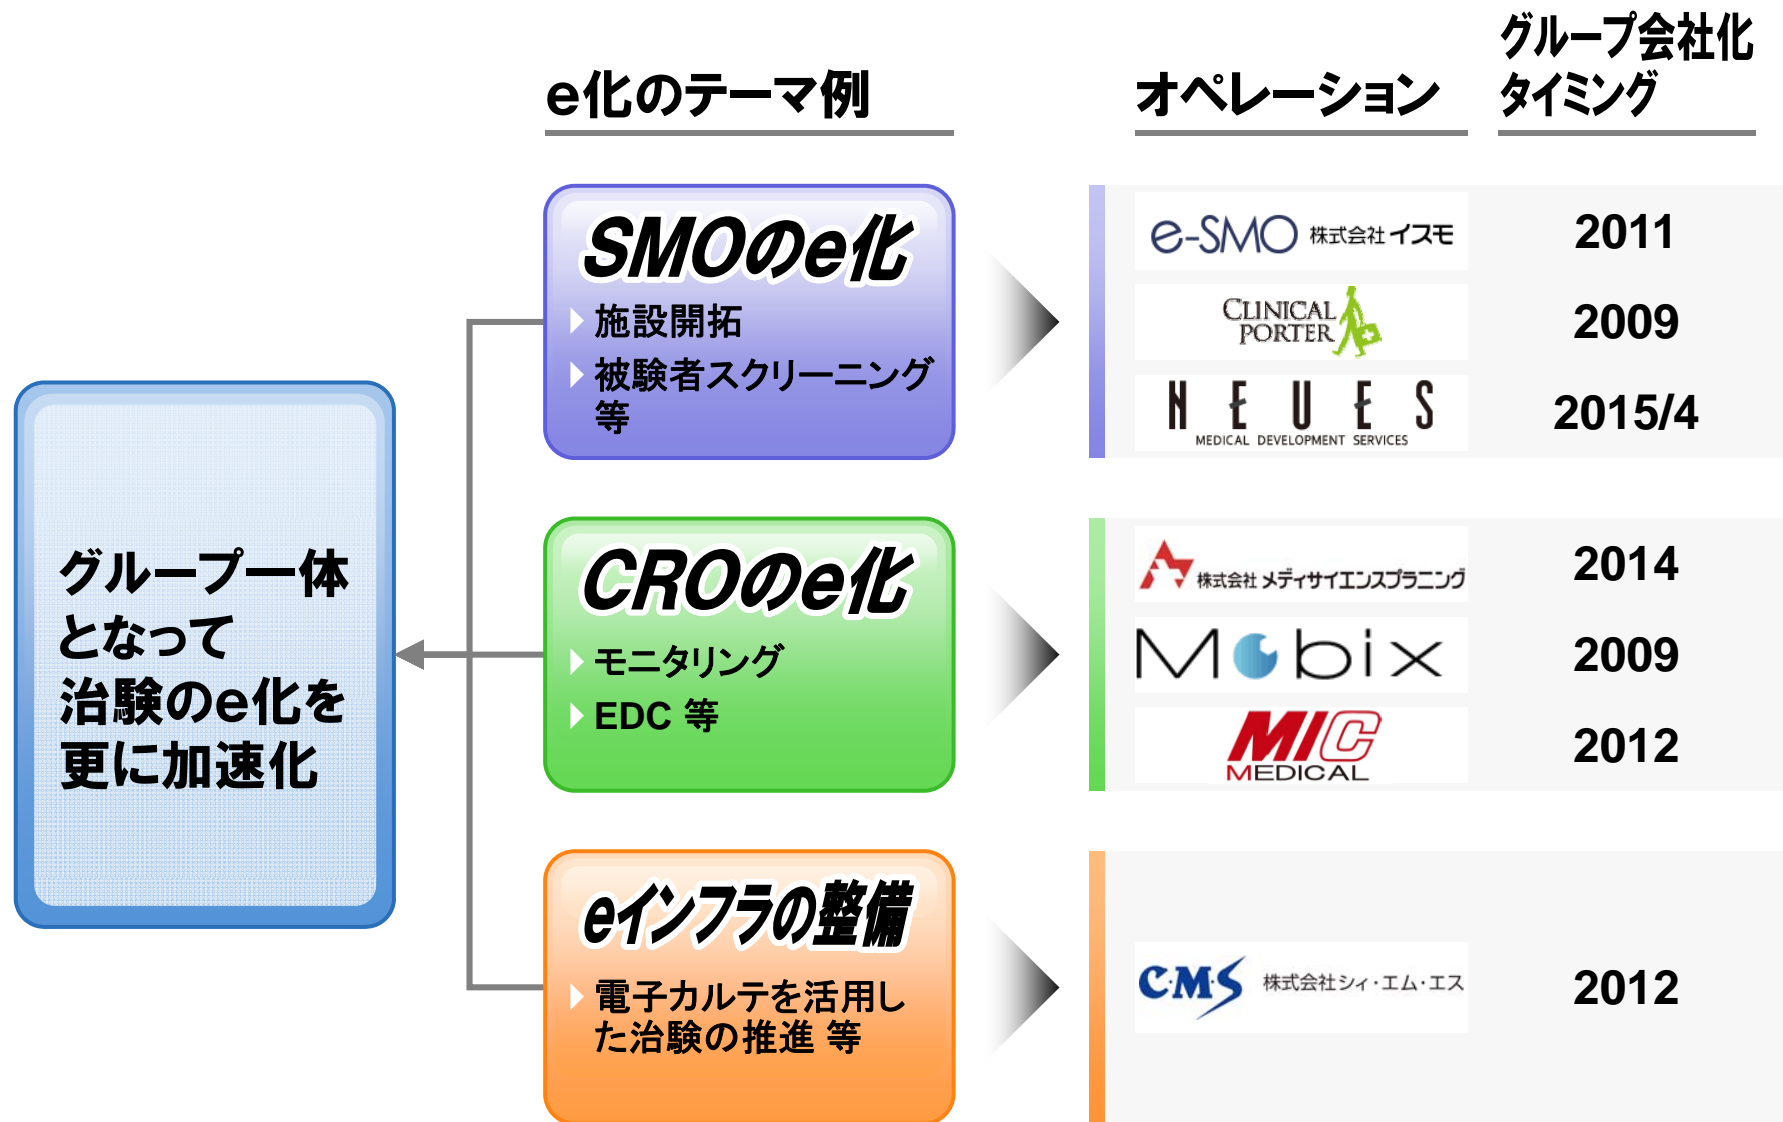 e化のテーマ例
オペレーション
グループ会社化
タイミング
グループ一体
となって
治験のe化を
更に加速化
SMOのe化
施設開拓
被験者スクリーニング
等
e-SMO 株式会社 イスモ
2011
CLINICAL
PORTER
2009
NEUES
MEDICAL DEVELOPMENT SERVICES
2015/4
CROのe化
モニタリング
EDC 等
株式会社 メディサイエンスプラニング
2014
Mobix
2009
MIC
MEDICAL
2012
eインフラの整備
電子カルテを活用し
た治験の推進 等
C・M・S 株式会社シィ・エム・エス
2012